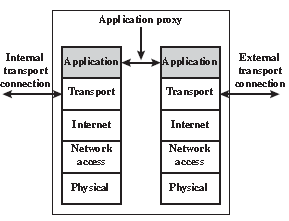 Application proxy
Internal
transport
connection
External
transport
connection
Application
Transport
Internet
Network
access
Physical
Application
Transport
Internet
Network
access
Physical